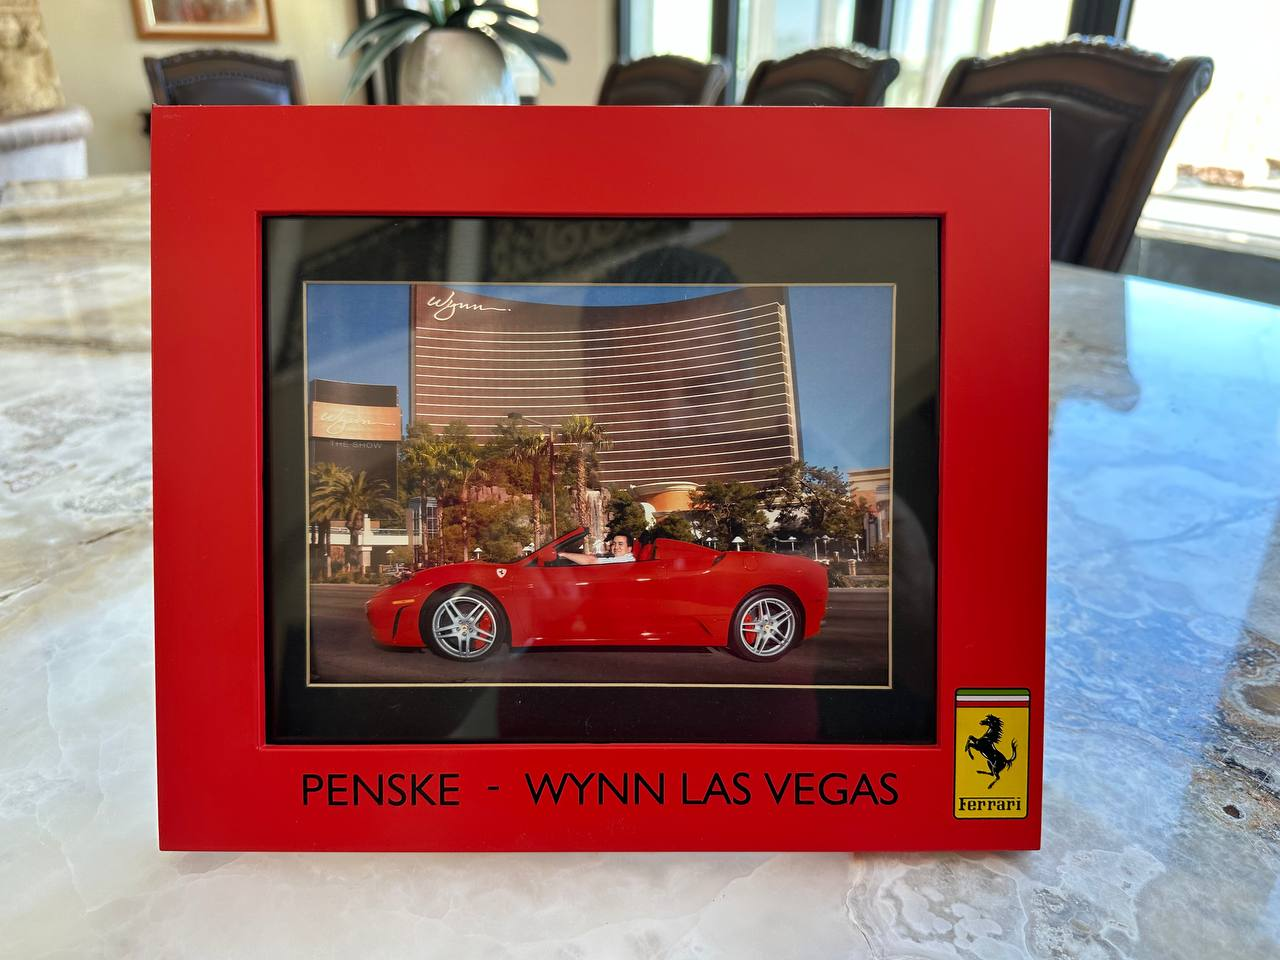 Wynn.
Wynn
THE SHOW
PENSKE - WYNN LAS VEGAS
Ferrari